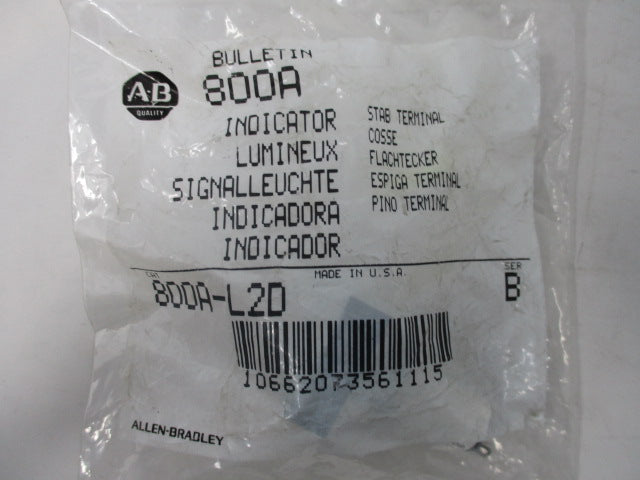 BULLETIN
A-B
QUALITY
800A
INDICATOR STAB TERMINAL
LUMINEUX COSSE
SIGNALLEUCHTE FLACHTECKER
INDICADORA ESPIGA TERMINAL
INDICADOR PINO TERMINAL
CAT MADE IN U.S.A. SER
800A-L2D B
10662073561115
ALLEN-BRADLEY